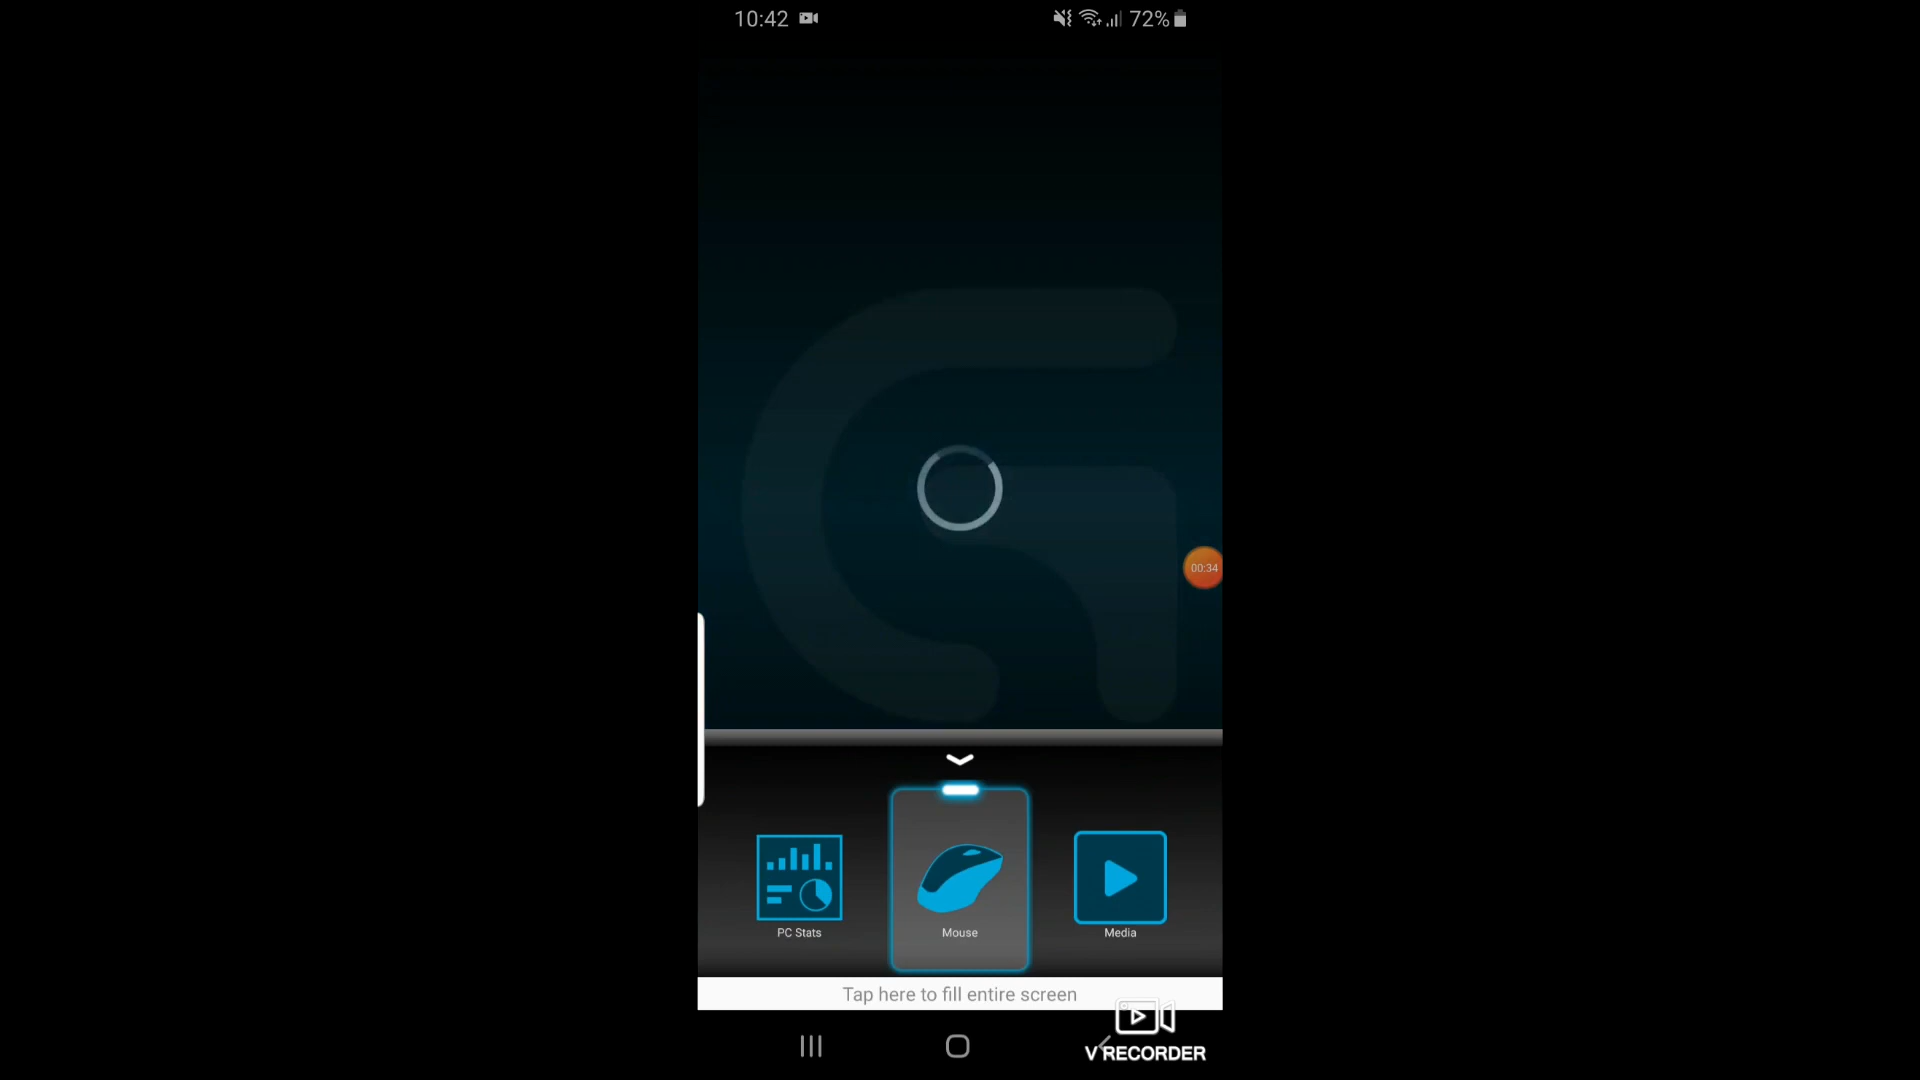 10:42
72%
00:34
PC Stats
Mouse
Media
Tap here to fill entire screen
V RECORDER